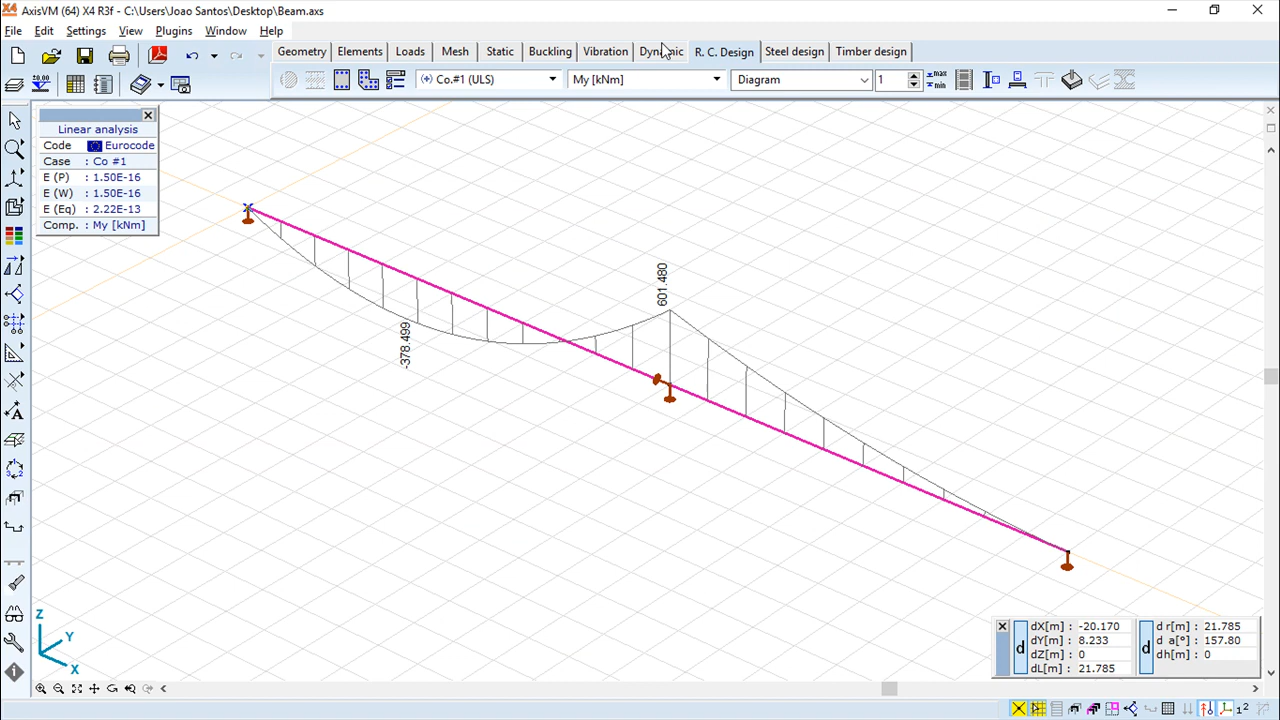 AxisVM (64) X4 R3f - C:\Users\Joao Santos\Desktop\Beam.axs
File Edit Settings View Plugins Window Help
Geometry Elements Loads Mesh Static Buckling Vibration Dynamic R. C. Design Steel design Timber design
Co.#1 (ULS) My [kNm] Diagram 1 max min
Linear analysis
Code Eurocode
Case : Co #1
E (P) : 1.50E-16
E (W) : 1.50E-16
E (Eq) : 2.22E-13
Comp. : My [kNm]
601.480
-378.499
Z
Y
X
d
dX[m] : -20.170
dY[m] : 8.233
dZ[m] : 0
dL[m] : 21.785
d
d r[m] : 21.785
d a[°] : 157.80
dh[m] : 0